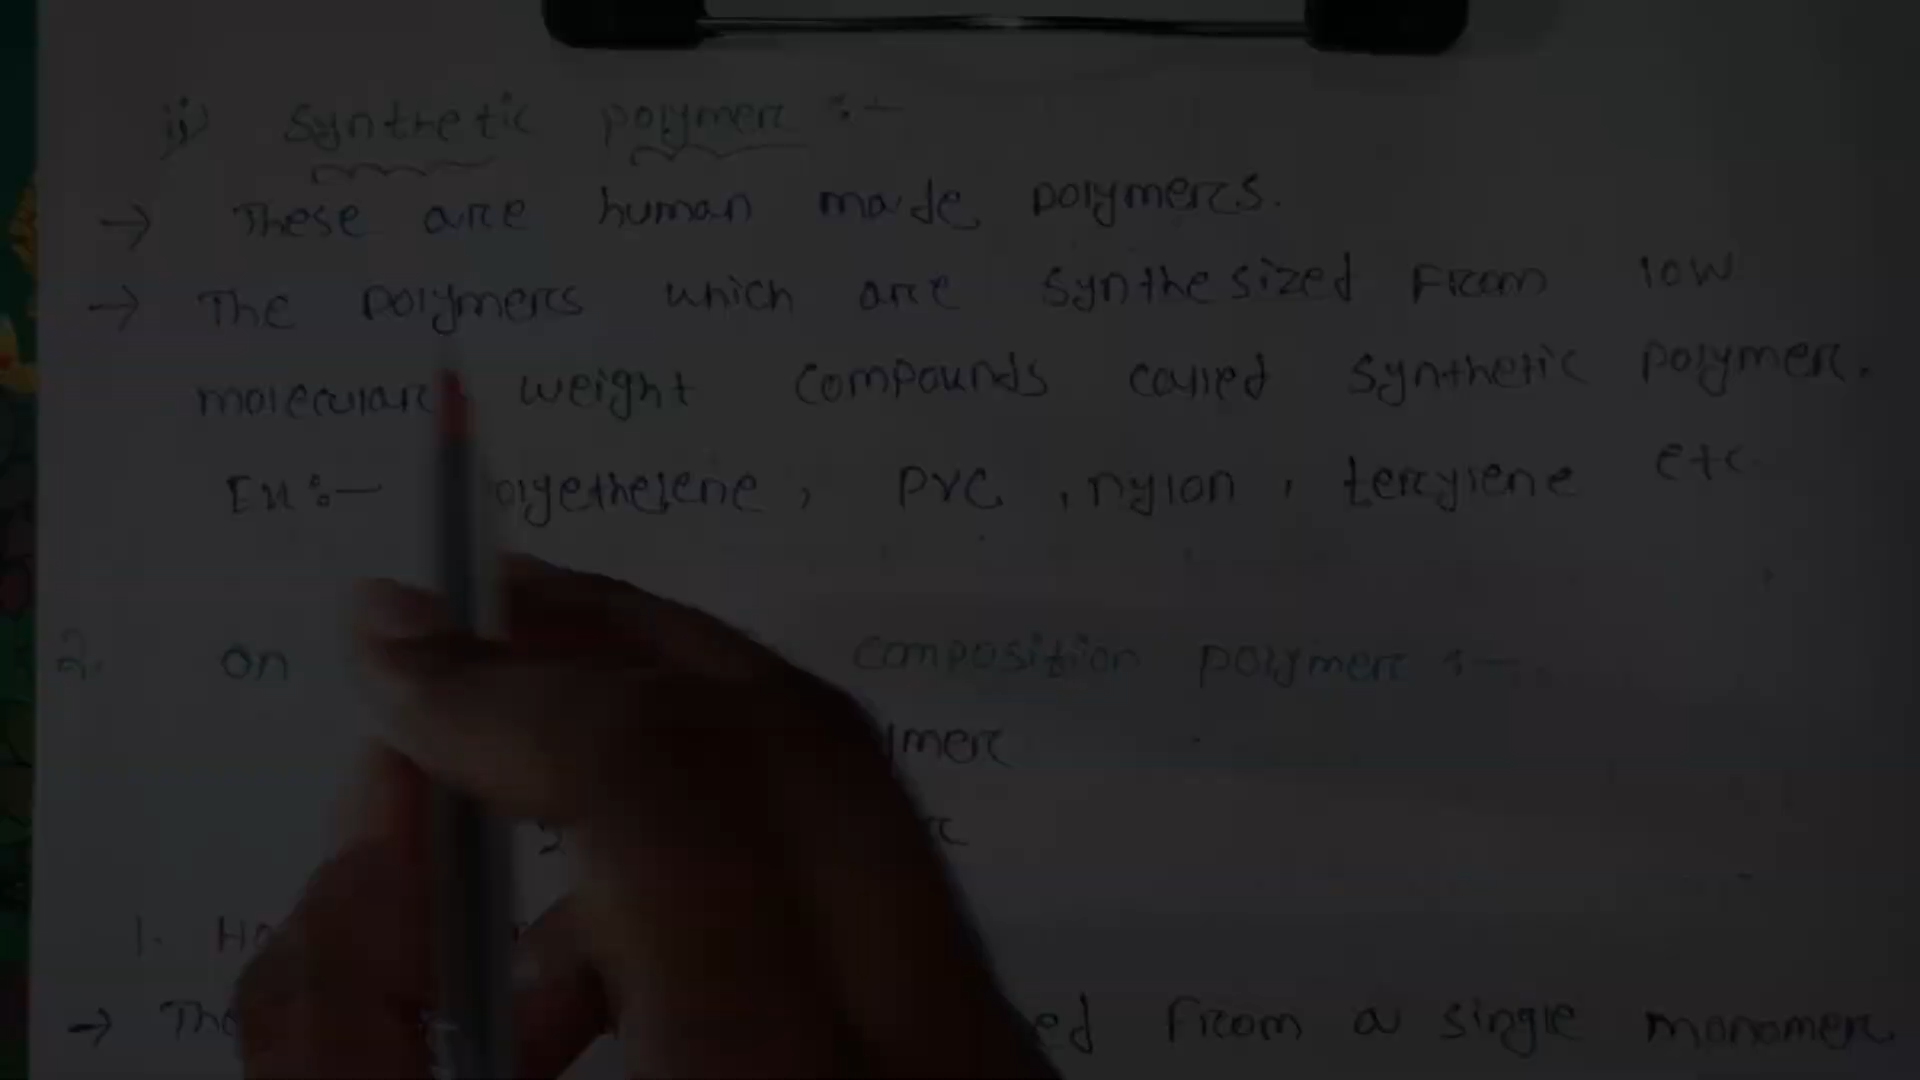 ii) Synthetic polymer :-
→ These are human made polymers.
→ The polymers which are synthesized from low
molecular weight compounds called synthetic polymer.
Ex:- olyethelene, PVC, nylon, terylene etc
2. on composition polymer :-
ymer
2
r
1. Ho
→ The ed from a single monomer